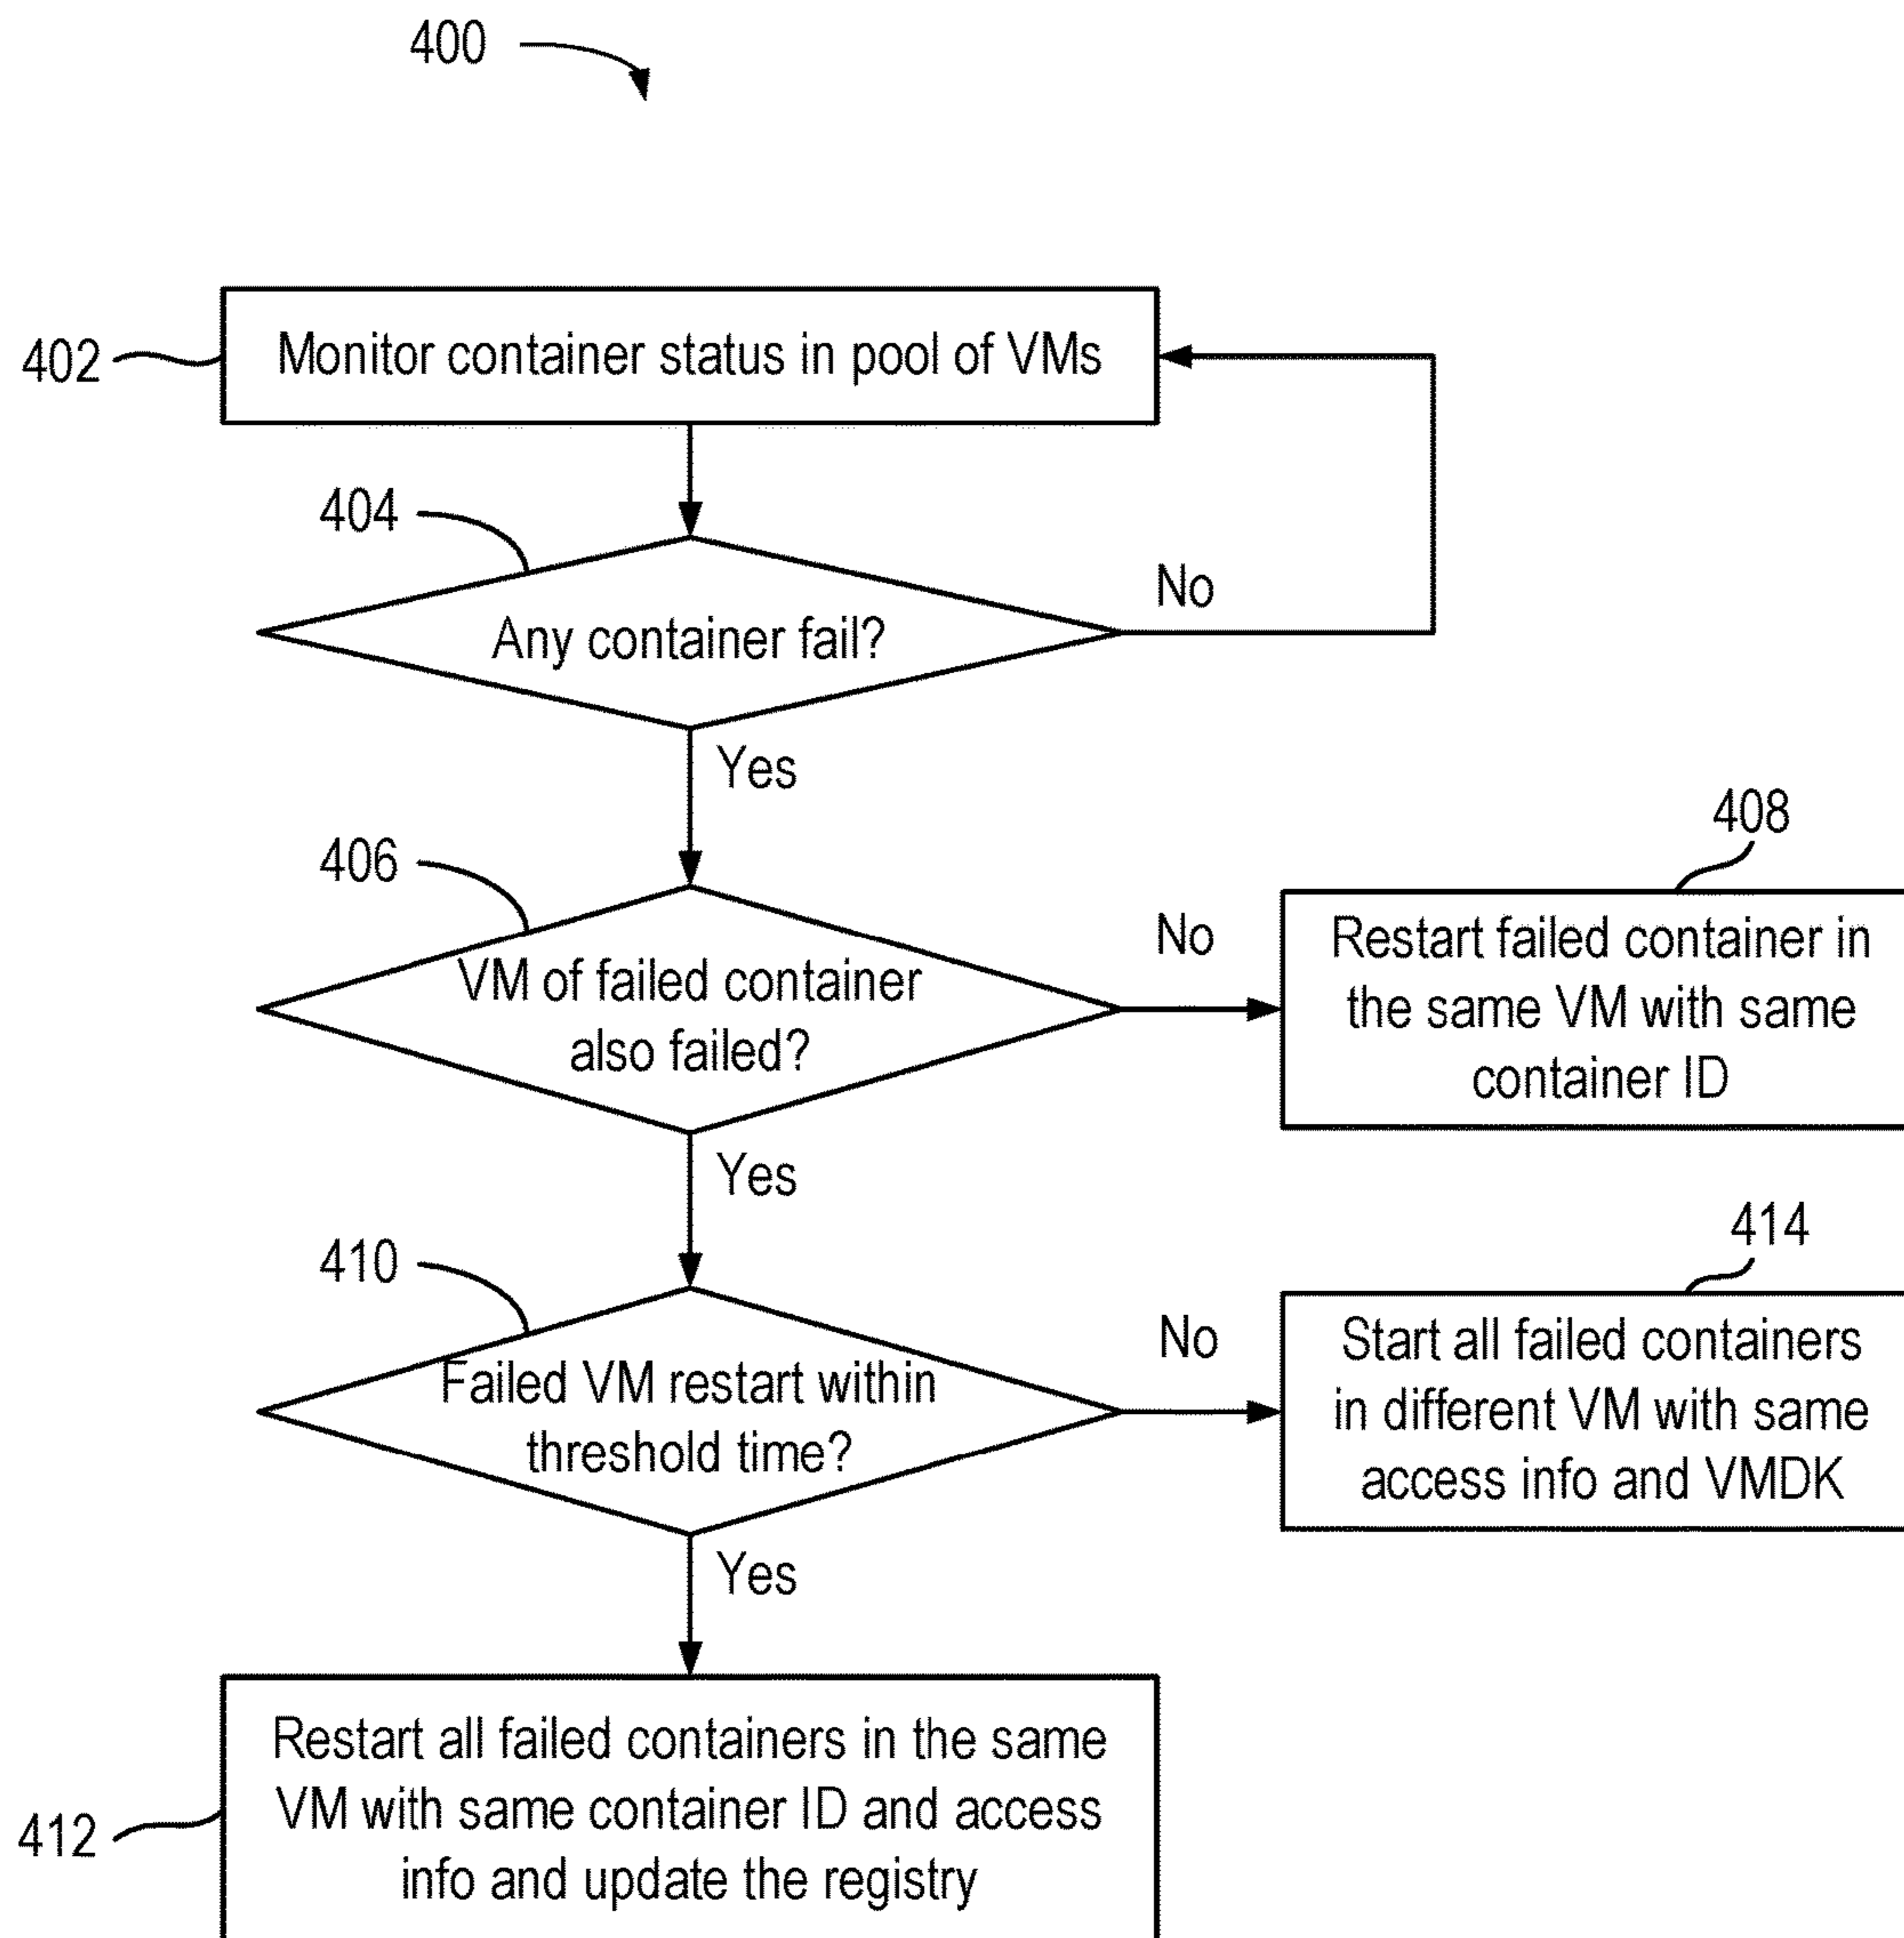 400
402
Monitor container status in pool of VMs
404
Any container fail?
No
Yes
406
VM of failed container
also failed?
No
408
Restart failed container in
the same VM with same
container ID
Yes
410
Failed VM restart within
threshold time?
No
414
Start all failed containers
in different VM with same
access info and VMDK
Yes
412
Restart all failed containers in the same
VM with same container ID and access
info and update the registry